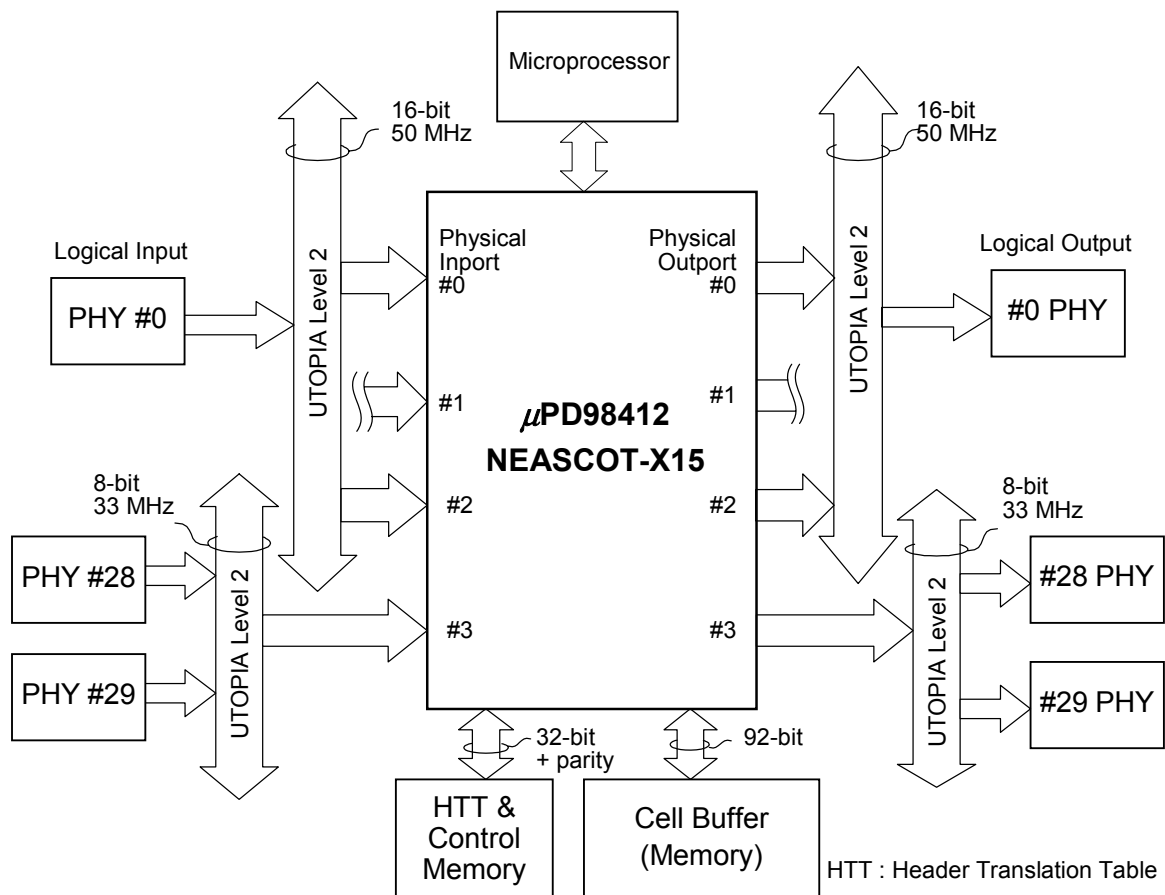 Microprocessor
16-bit
50 MHz
16-bit
50 MHz
Logical Input
PHY #0
UTOPIA Level 2
Physical
Inport
#0
Physical
Outport
#0
UTOPIA Level 2
Logical Output
#0 PHY
#1
#1
μPD98412
NEASCOT-X15
8-bit
33 MHz
#2
#2
8-bit
33 MHz
PHY #28
PHY #29
UTOPIA Level 2
#3
#3
UTOPIA Level 2
#28 PHY
#29 PHY
32-bit
+ parity
92-bit
HTT &
Control
Memory
Cell Buffer
(Memory)
HTT : Header Translation Table